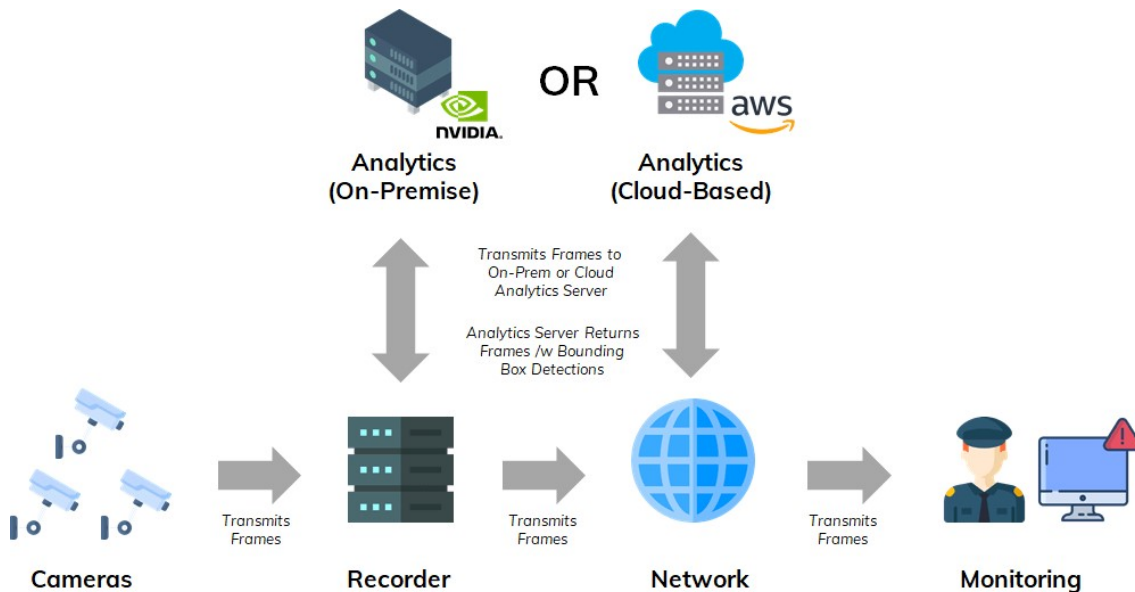 OR
NVIDIA.
aws
Analytics
(On-Premise)
Analytics
(Cloud-Based)
Transmits Frames to
On-Prem or Cloud
Analytics Server
Analytics Server Returns
Frames /w Bounding
Box Detections
Transmits
Frames
Transmits
Frames
Transmits
Frames
Cameras
Recorder
Network
Monitoring